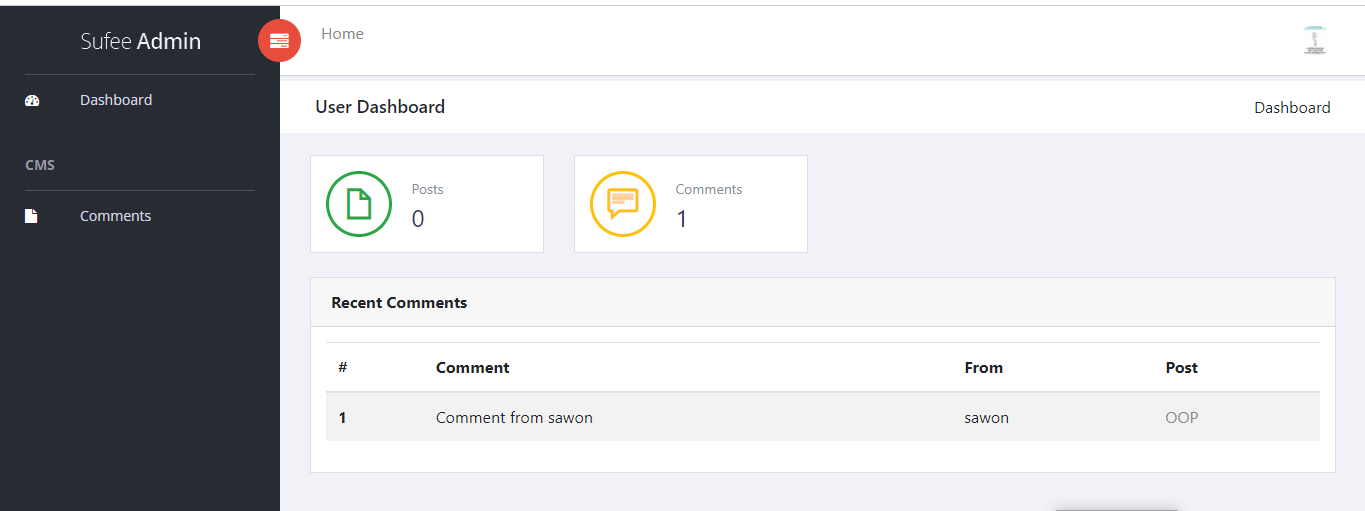 Sufee Admin
Home
Dashboard
CMS
Comments
User Dashboard
Dashboard
Posts
0
Comments
1
Recent Comments
# Comment From Post
1 Comment from sawon sawon OOP